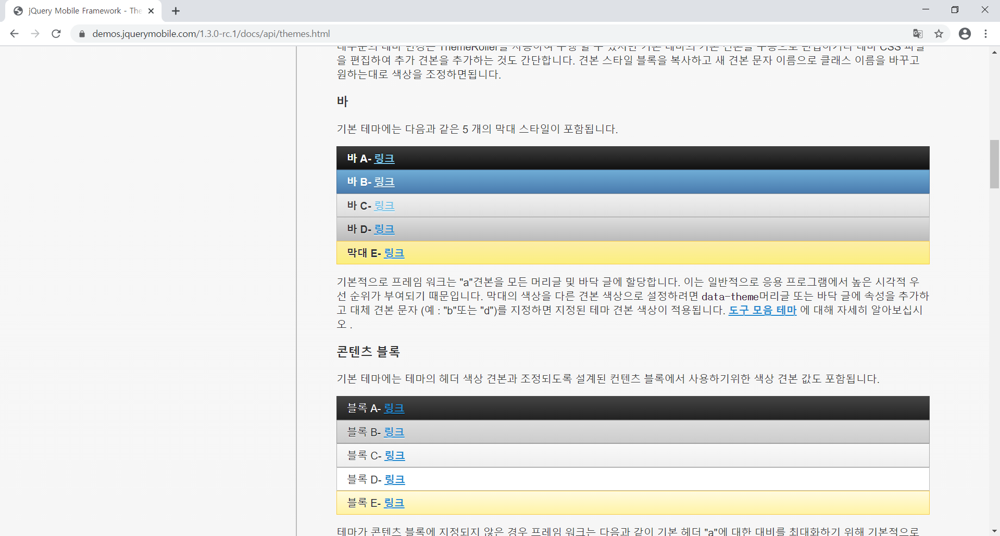 jQuery Mobile Framework - The
demos.jquerymobile.com/1.3.0-rc.1/docs/api/themes.html
을 편집하여 추가 견본을 추가하는 것도 간단합니다. 견본 스타일 블록을 복사하고 새 견본 문자 이름으로 클래스 이름을 바꾸고
원하는대로 색상을 조정하면됩니다.
바
기본 테마에는 다음과 같은 5 개의 막대 스타일이 포함됩니다.
바 A- 링크
바 B- 링크
바 C- 링크
바 D- 링크
막대 E- 링크
기본적으로 프레임 워크는 "a"견본을 모든 머리글 및 바닥 글에 할당합니다. 이는 일반적으로 응용 프로그램에서 높은 시각적 우
선 순위가 부여되기 때문입니다. 막대의 색상을 다른 견본 색상으로 설정하려면 data-theme머리글 또는 바닥 글에 속성을 추가하
고 대체 견본 문자 (예 : "b"또는 "d")를 지정하면 지정된 테마 견본 색상이 적용됩니다. 도구 모음 테마 에 대해 자세히 알아보십시
오 .
콘텐츠 블록
기본 테마에는 테마의 헤더 색상 견본과 조정되도록 설계된 컨텐츠 블록에서 사용하기위한 색상 견본 값도 포함됩니다.
블록 A- 링크
블록 B- 링크
블록 C- 링크
블록 D- 링크
블록 E- 링크
테마가 콘텐츠 블록에 지정되지 않은 경우 프레임 워크는 다음과 같이 기본 헤더 "a"에 대한 대비를 최대화하기 위해 기본적으로